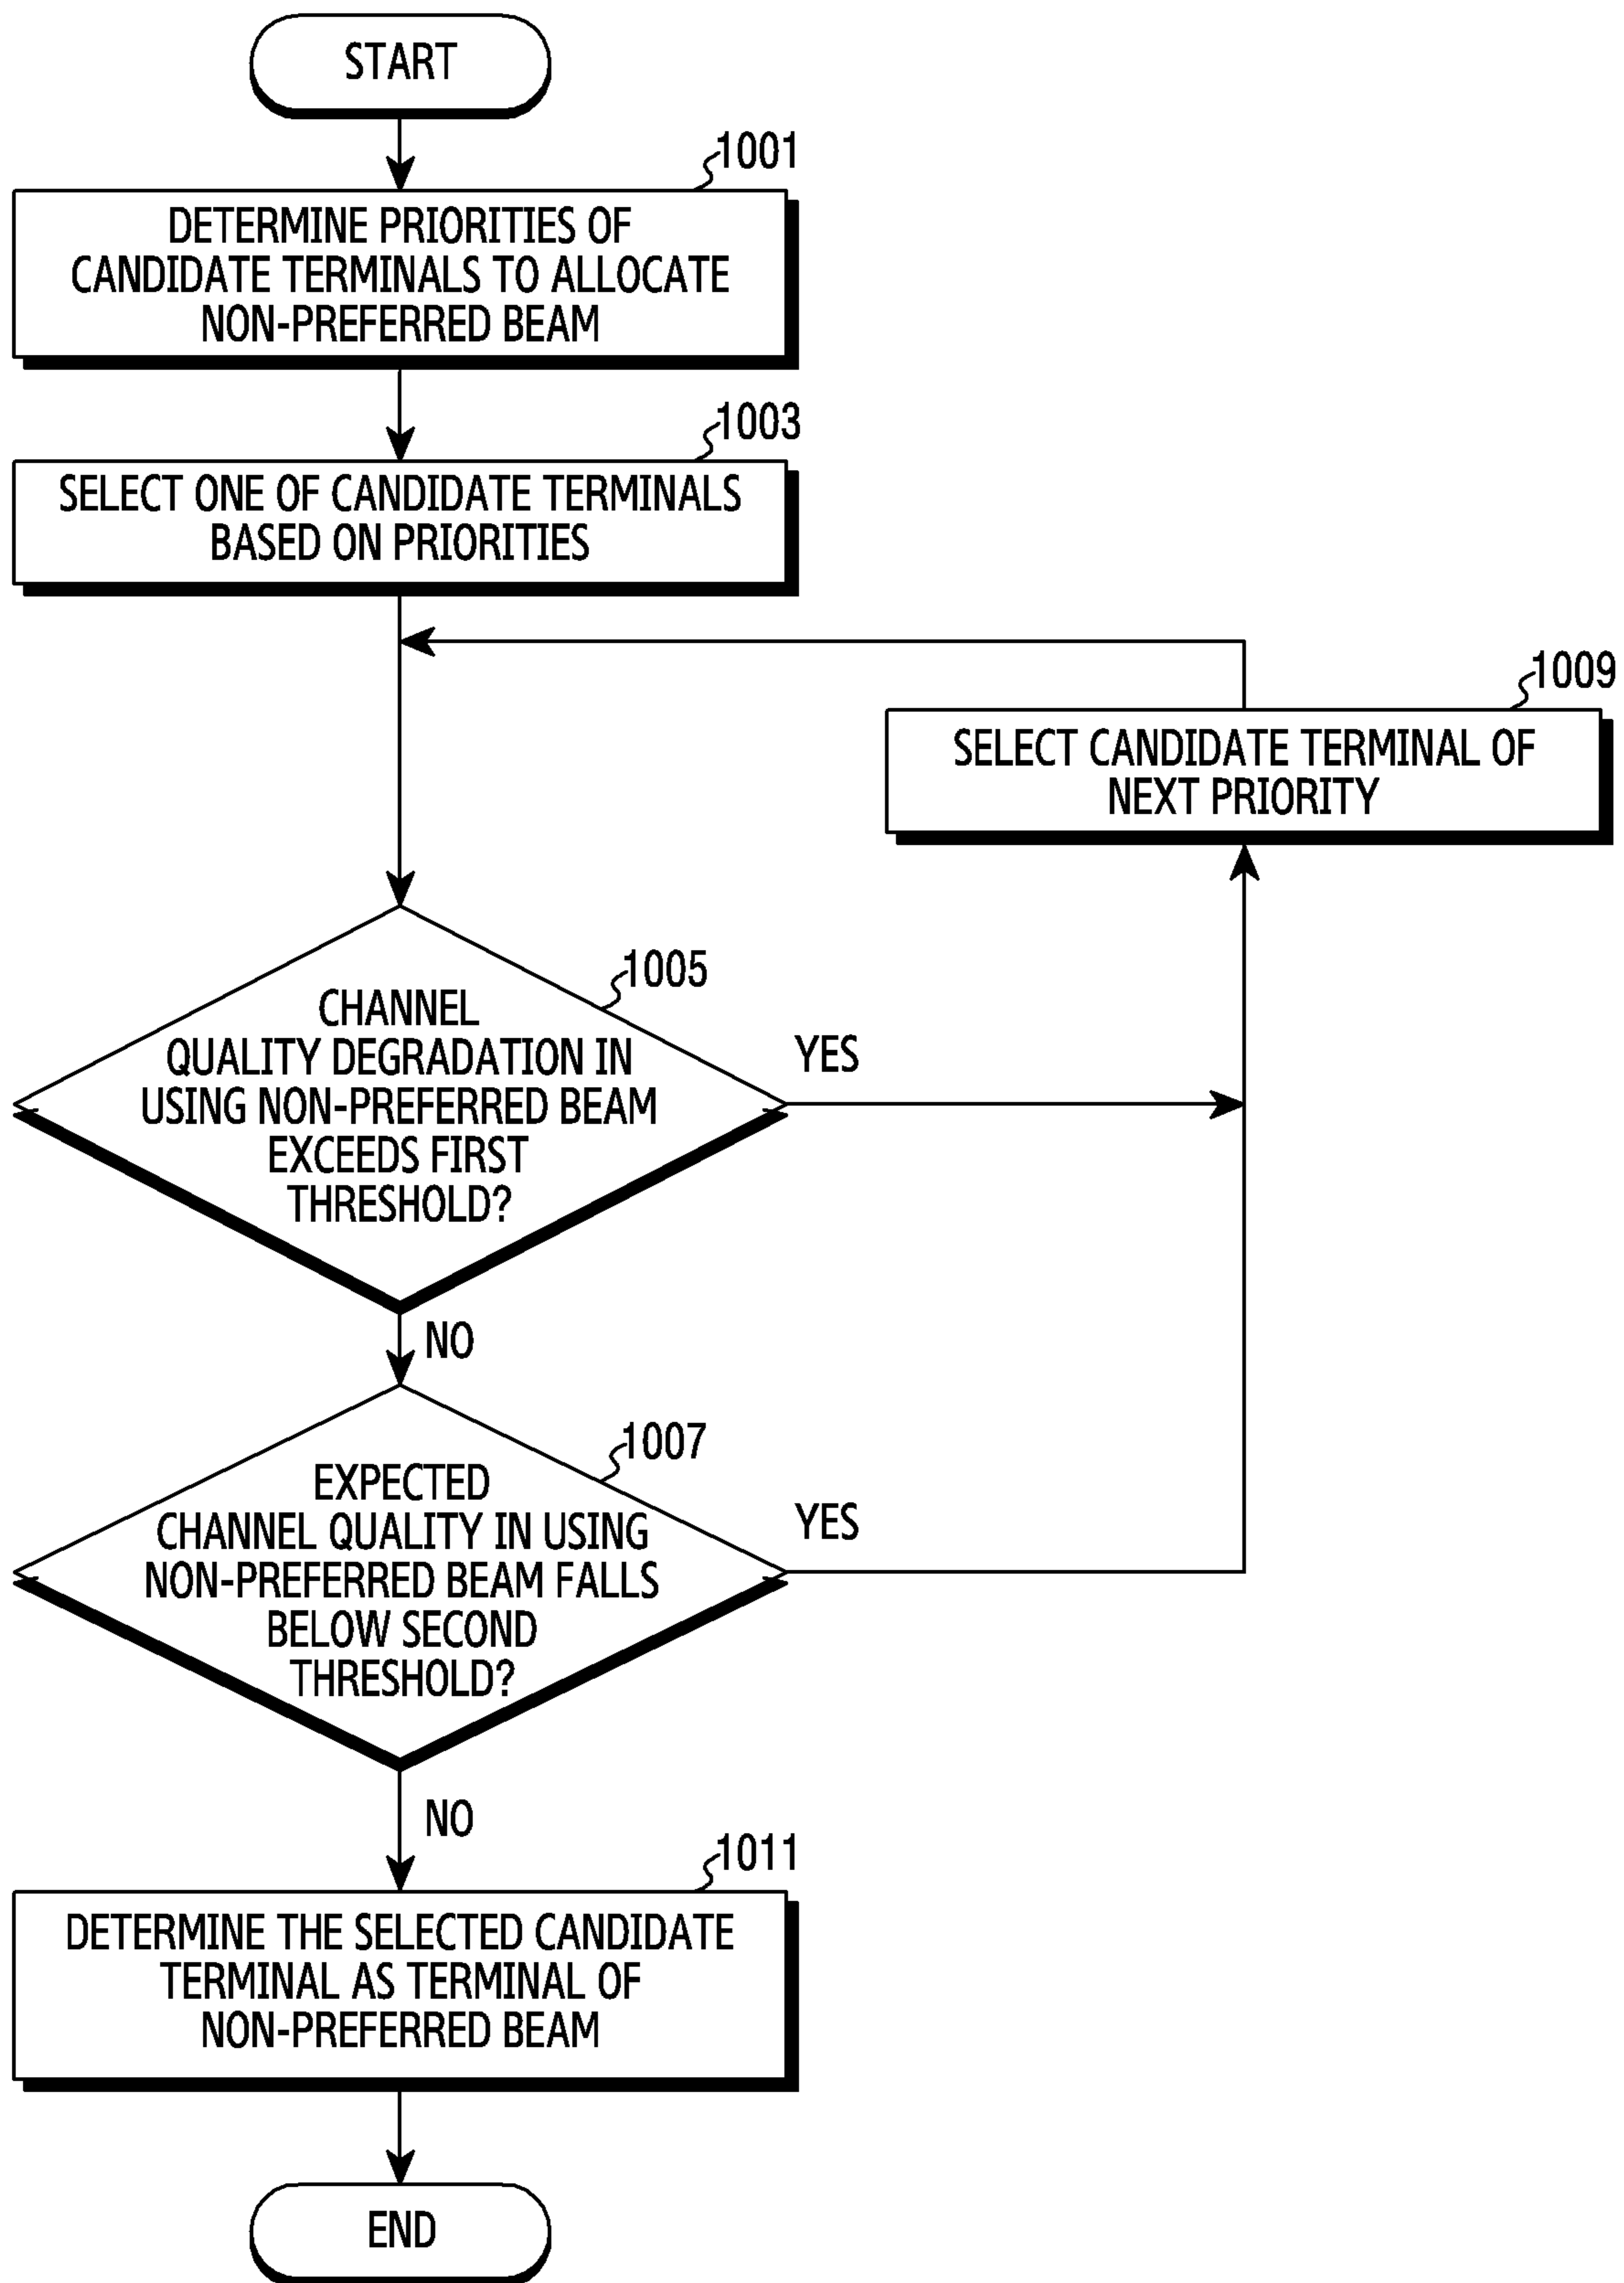 START
1001
DETERMINE PRIORITIES OF
CANDIDATE TERMINALS TO ALLOCATE
NON-PREFERRED BEAM
1003
SELECT ONE OF CANDIDATE TERMINALS
BASED ON PRIORITIES
1009
SELECT CANDIDATE TERMINAL OF
NEXT PRIORITY
1005
CHANNEL
QUALITY DEGRADATION IN
USING NON-PREFERRED BEAM
EXCEEDS FIRST
THRESHOLD?
YES
NO
1007
EXPECTED
CHANNEL QUALITY IN USING
NON-PREFERRED BEAM FALLS
BELOW SECOND
THRESHOLD?
YES
NO
1011
DETERMINE THE SELECTED CANDIDATE
TERMINAL AS TERMINAL OF
NON-PREFERRED BEAM
END